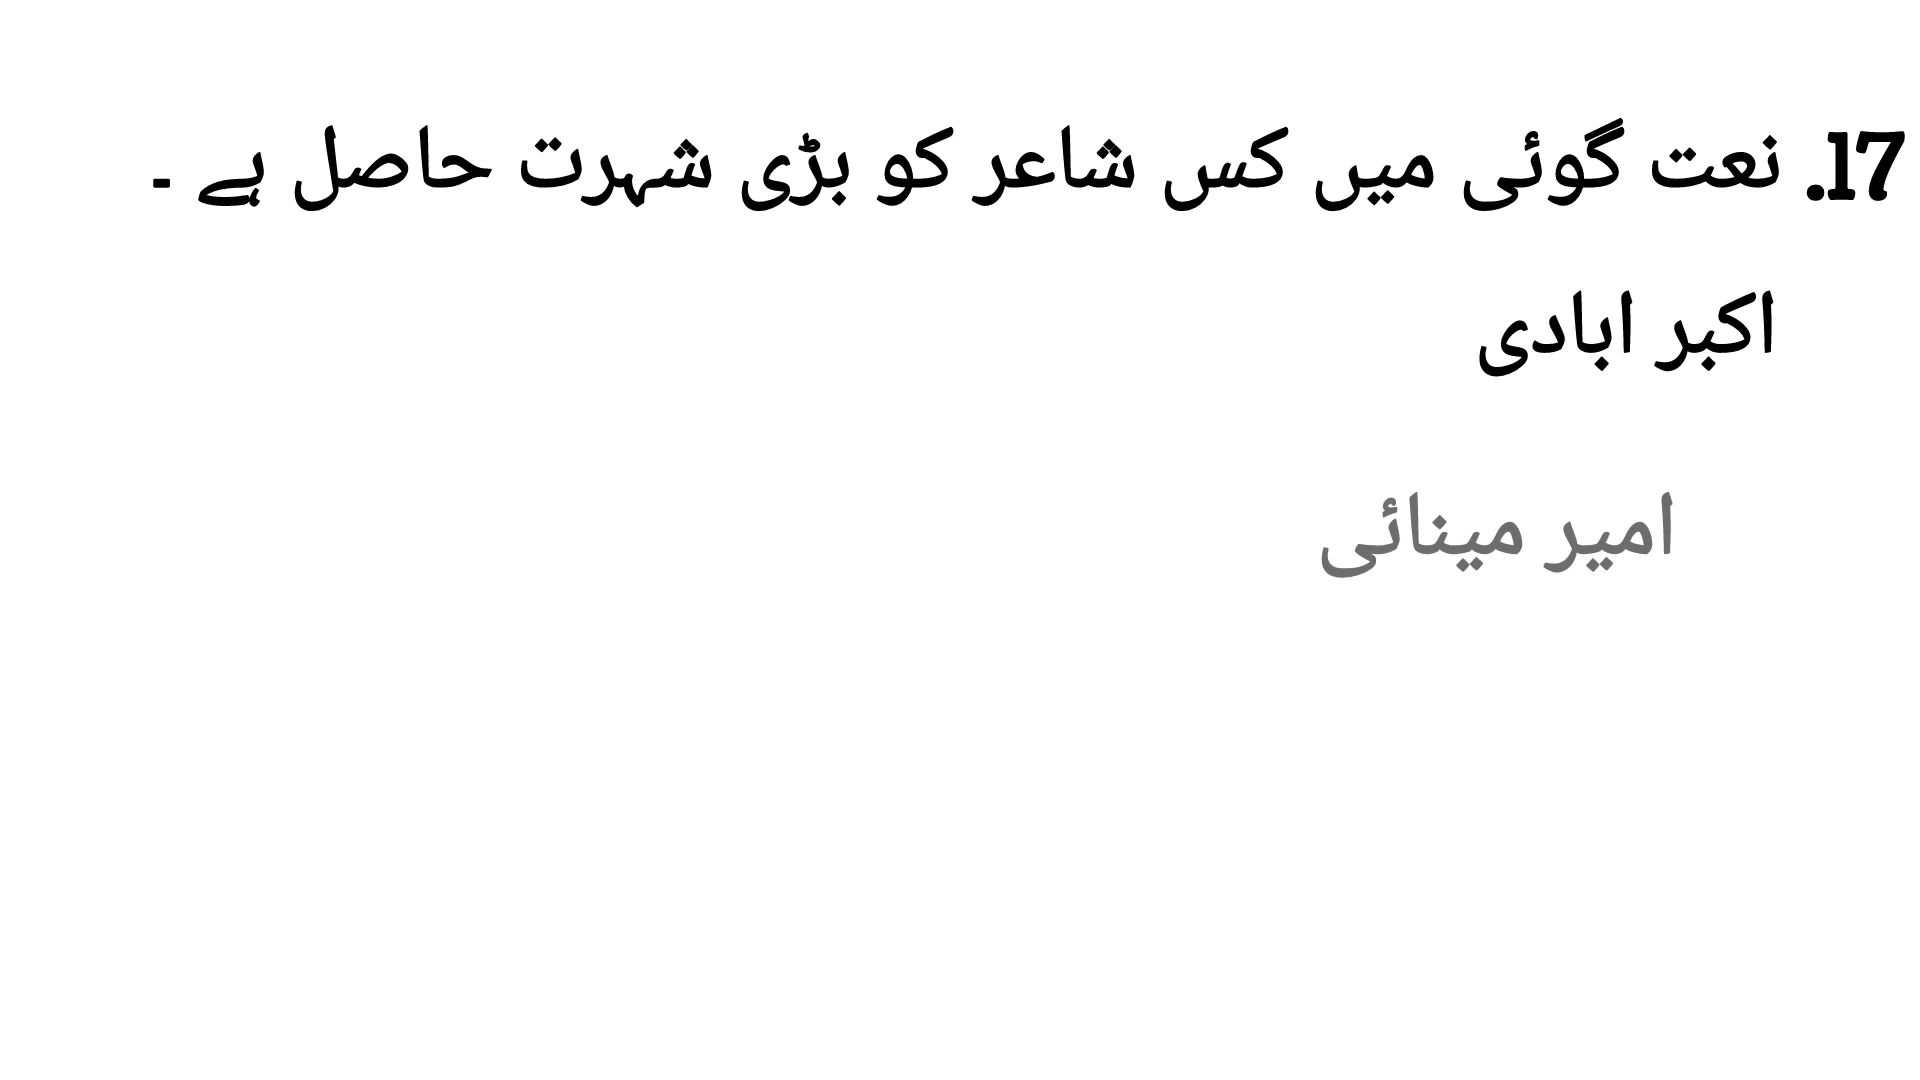 17. نعت گوئی میں کس شاعر کو بڑی شہرت حاصل ہے ۔
اکبر ابادی
امیر مینائی